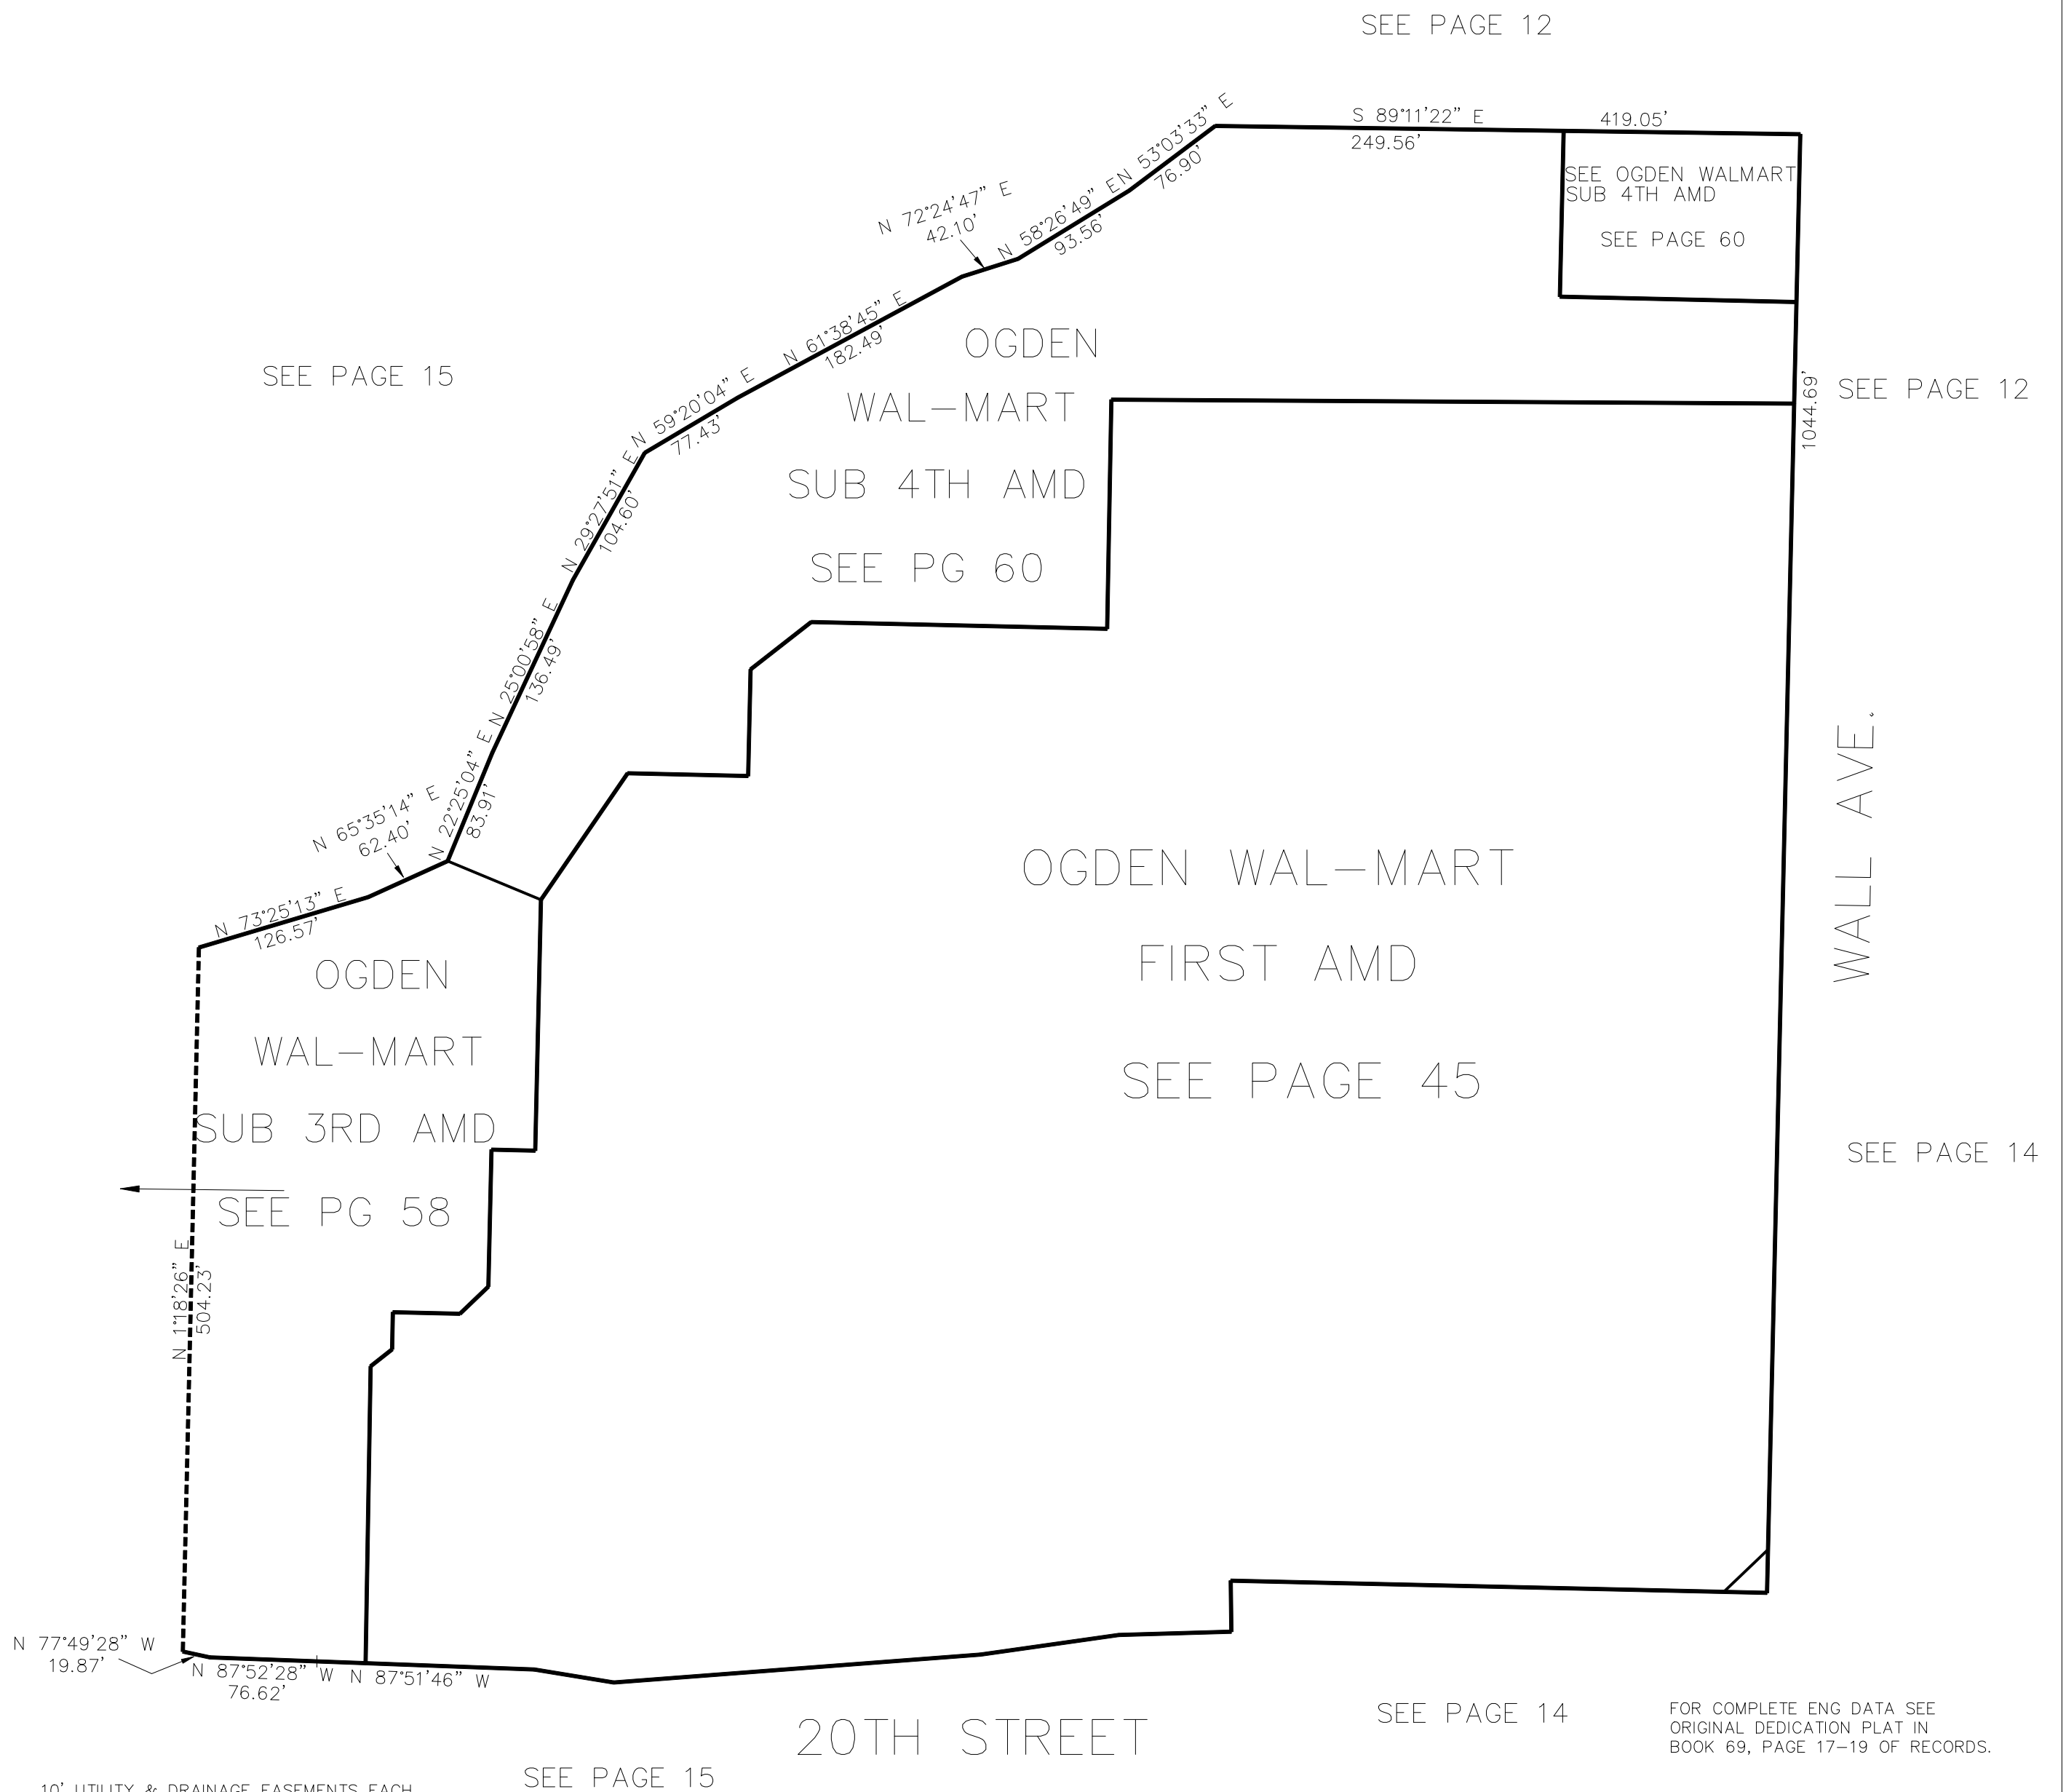 SEE PAGE 12
S 89°11'22" E
419.05'
249.56'
N 53°03'33" E
76.90'
SEE OGDEN WALMART
SUB 4TH AMD
SEE PAGE 60
N 72°24'47" E
42.10'
N 58°26'49" E
93.56'
N 61°38'45" E
182.49'
OGDEN
WAL-MART
SUB 4TH AMD
SEE PG 60
SEE PAGE 15
1044.69'
SEE PAGE 12
N 59°20'04" E
77.43'
N 29°27'51" E
104.60'
N 25°00'58" E
136.49'
N 22°25'04" E
83.91'
N 65°35'14" E
62.40'
N 73°25'13" E
126.57'
WALL AVE.
OGDEN WAL-MART
FIRST AMD
SEE PAGE 45
OGDEN
WAL-MART
SUB 3RD AMD
SEE PG 58
SEE PAGE 14
N 1°18'26" E
504.23'
N 77°49'28" W
19.87'
N 87°52'28" W
76.62'
N 87°51'46" W
20TH STREET
SEE PAGE 14
FOR COMPLETE ENG DATA SEE
ORIGINAL DEDICATION PLAT IN
BOOK 69, PAGE 17-19 OF RECORDS.
SEE PAGE 15
10' UTILITY & DRAINAGE EASEMENTS EACH